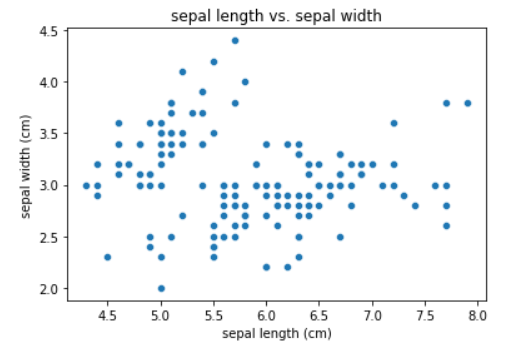 sepal length vs. sepal width
4.5
4.0
3.5
3.0
2.5
2.0
sepal width (cm)
4.5 5.0 5.5 6.0 6.5 7.0 7.5 8.0
sepal length (cm)